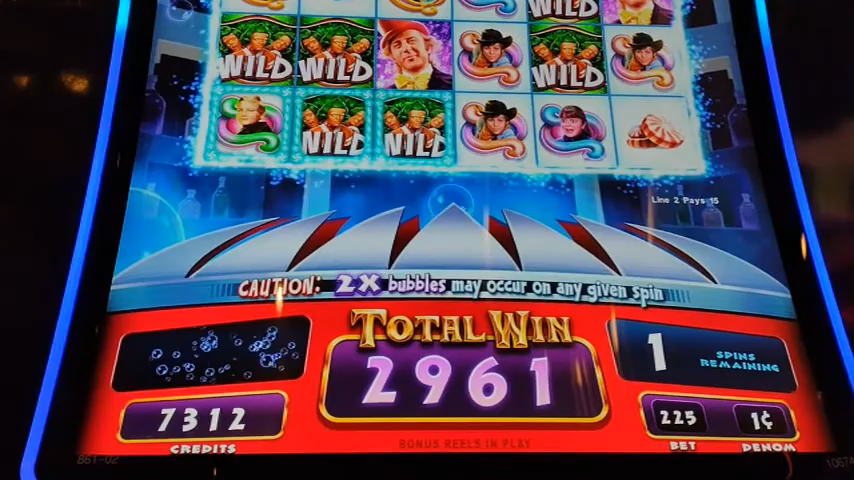 WILD
WILD WILD WILD
WILD WILD
Line 2 Pays 15
CAUTION: 2X bubbles may occur on any given spin
TOTAL WIN
2961
1 SPINS REMAINING
7312
CREDITS
225
BET
1¢
DENOM
BONUS REELS IN PLAY